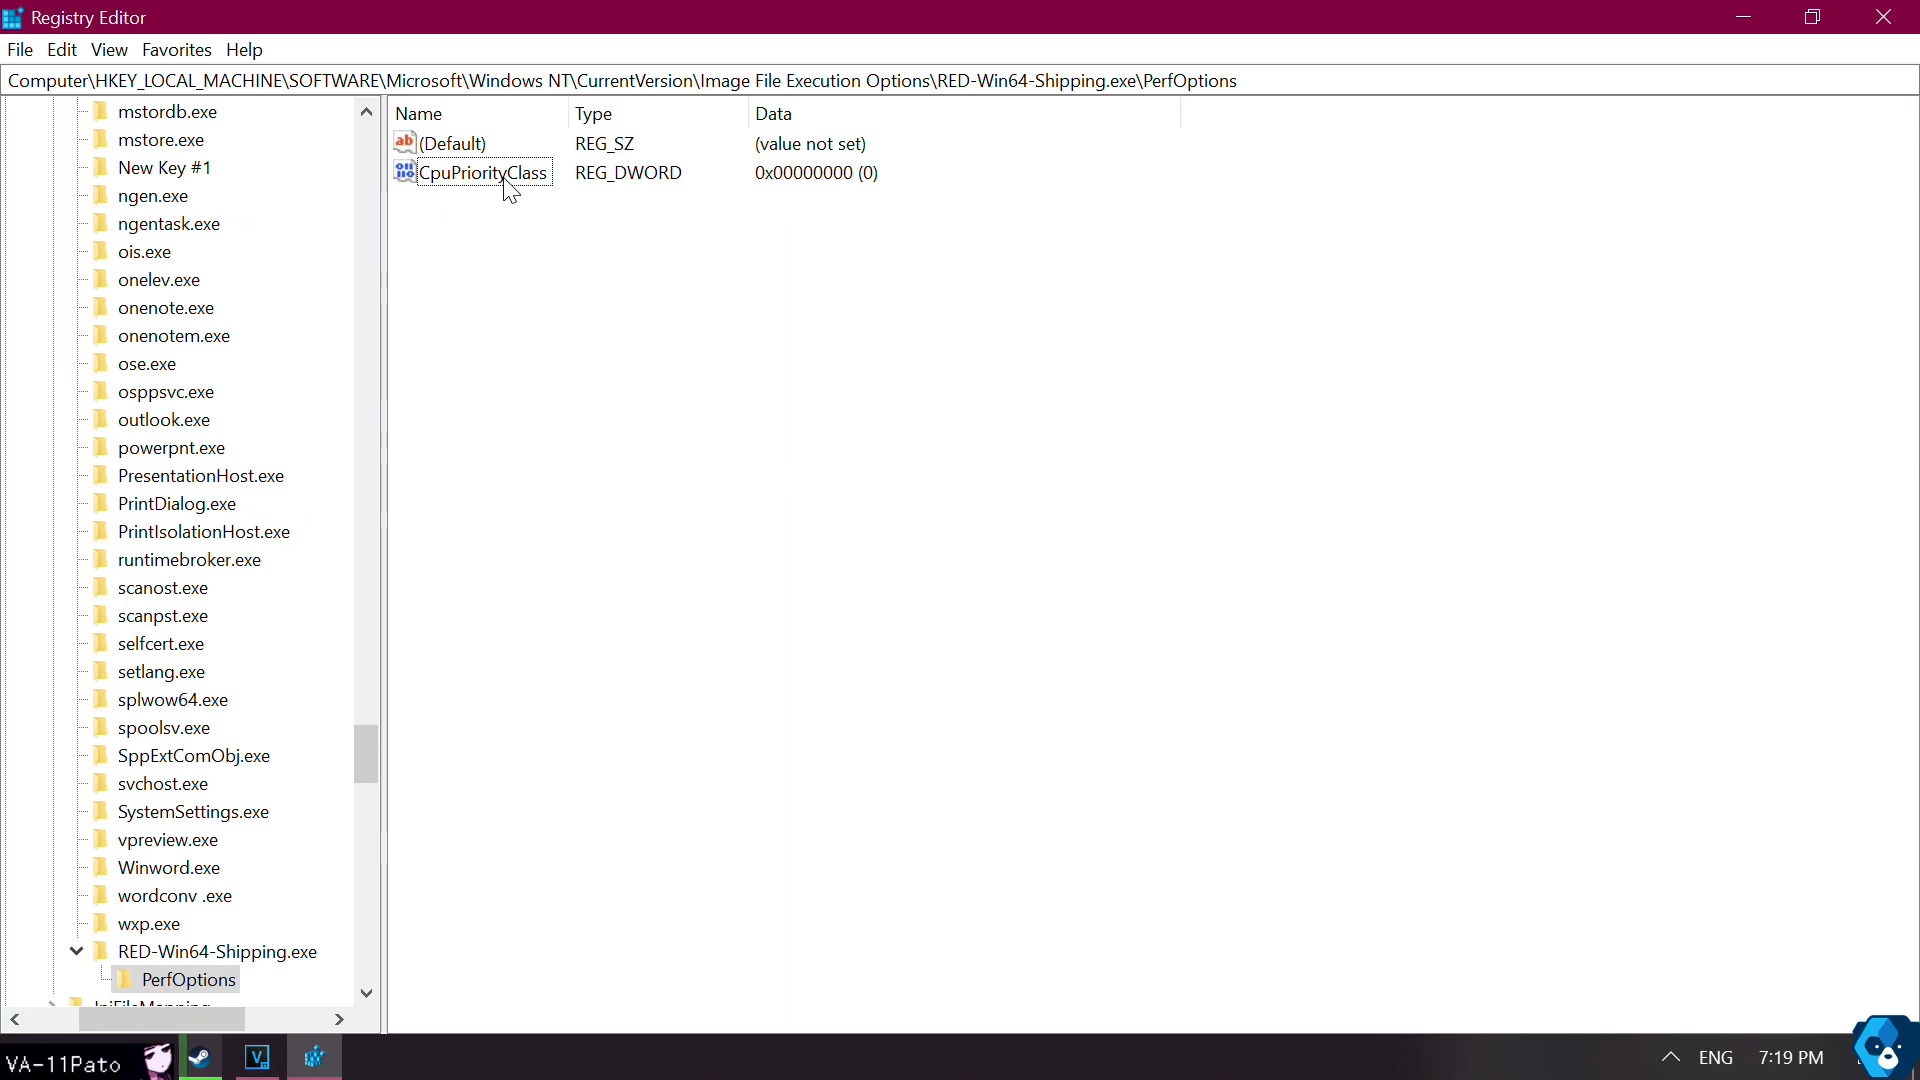 Registry Editor
File Edit View Favorites Help
Computer\HKEY_LOCAL_MACHINE\SOFTWARE\Microsoft\Windows NT\CurrentVersion\Image File Execution Options\RED-Win64-Shipping.exe\PerfOptions
mstordb.exe
mstore.exe
New Key #1
ngen.exe
ngentask.exe
ois.exe
onelev.exe
onenote.exe
onenotem.exe
ose.exe
osppsvc.exe
outlook.exe
powerpnt.exe
PresentationHost.exe
PrintDialog.exe
PrintIsolationHost.exe
runtimebroker.exe
scanost.exe
scanpst.exe
selfcert.exe
setlang.exe
splwow64.exe
spoolsv.exe
SppExtComObj.exe
svchost.exe
SystemSettings.exe
vpreview.exe
Winword.exe
wordconv .exe
wxp.exe
RED-Win64-Shipping.exe
PerfOptions
IniFileMapping
Name Type Data
(Default) REG_SZ (value not set)
CpuPriorityClass REG_DWORD 0x00000000 (0)
VA-11Pato
ENG 7:19 PM